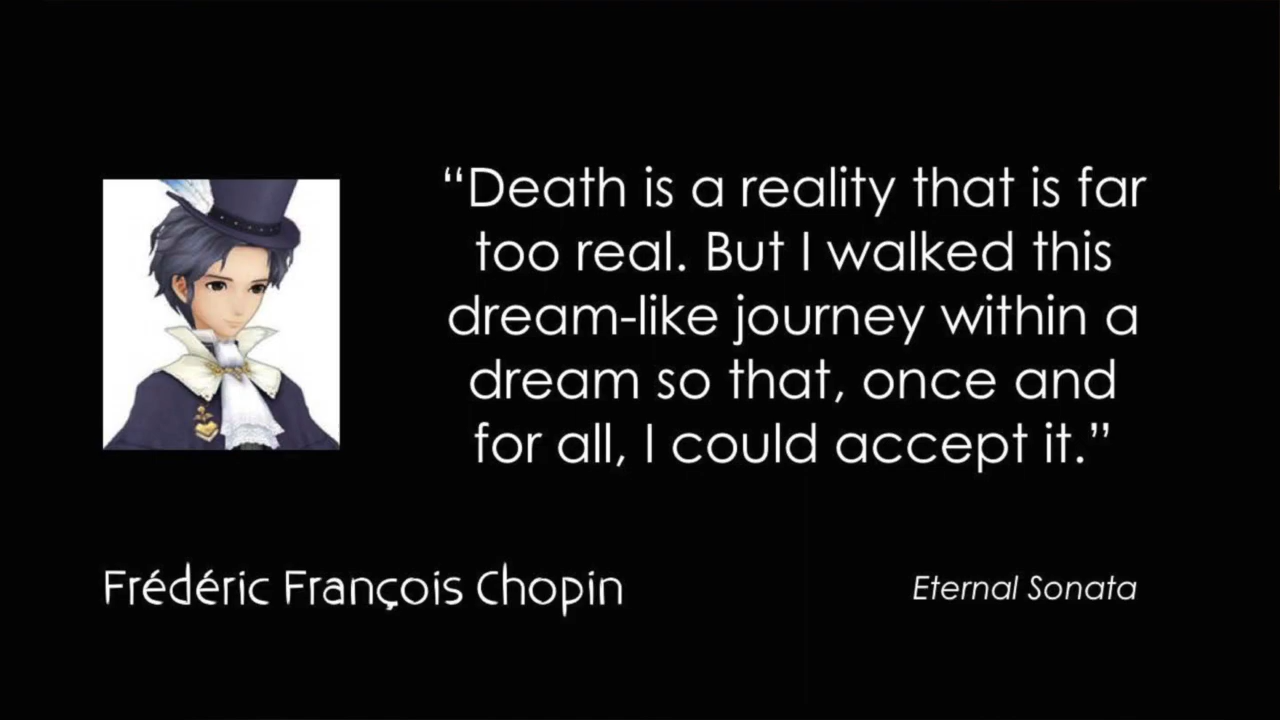 “Death is a reality that is far
too real. But I walked this
dream-like journey within a
dream so that, once and
for all, I could accept it.”
Frédéric François Chopin
Eternal Sonata